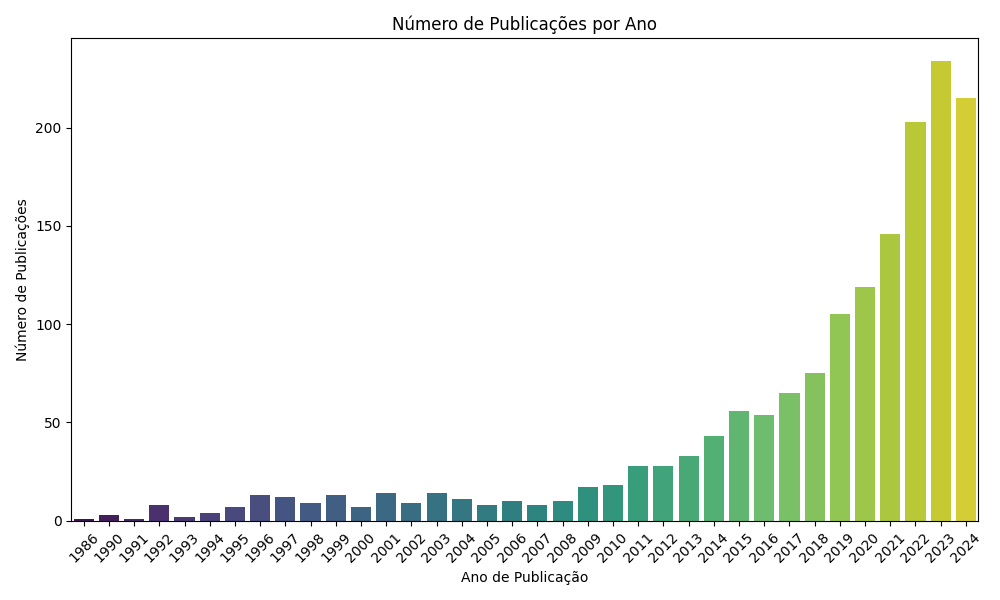 Número de Publicações por Ano
Número de Publicações
200
150
100
50
0
1986 1990 1991 1992 1993 1994 1995 1996 1997 1998 1999 2000 2001 2002 2003 2004 2005 2006 2007 2008 2009 2010 2011 2012 2013 2014 2015 2016 2017 2018 2019 2020 2021 2022 2023 2024
Ano de Publicação